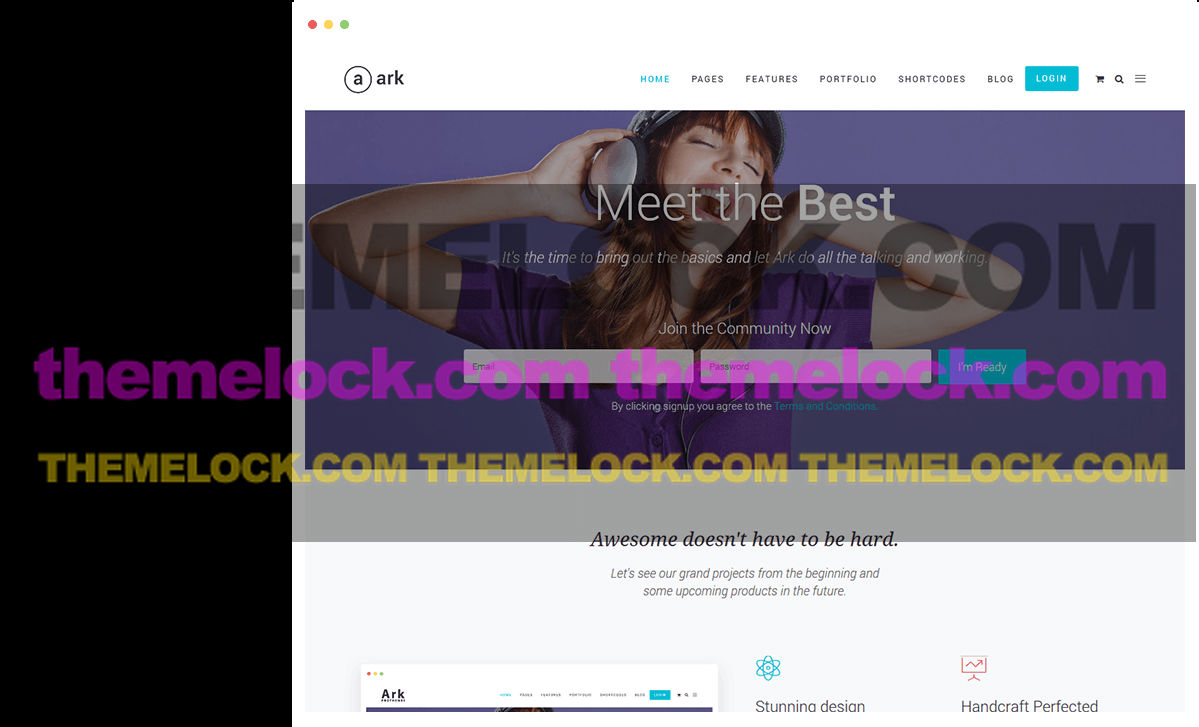 a ark
HOME PAGES FEATURES PORTFOLIO SHORTCODES BLOG LOGIN
Meet the Best
THEMELOCK.COM
It's the time to bring out the basics and let Ark do all the talking and working.
Join the Community Now
Email Password I'm Ready
themelock.com themelock.com
By clicking signup you agree to the Terms and Conditions.
THEMELOCK.COM THEMELOCK.COM THEMELOCK.COM
Awesome doesn't have to be hard.
Let's see our grand projects from the beginning and
some upcoming products in the future.
Ark
HOME PAGES FEATURES PORTFOLIO SHORTCODES BLOG LOGIN
Stunning design Handcraft Perfected